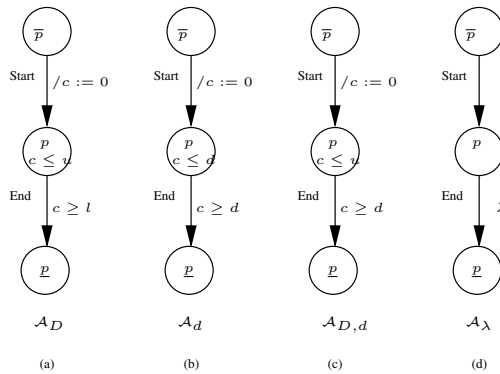 p̅ p̅ p̅ p̅
Start /c := 0 Start /c := 0 Start /c := 0 Start
p p p p
c ≤ u c ≤ d c ≤ u
End End End End
c ≥ l c ≥ d c ≥ d λ
p̲ p̲ p̲ p̲
𝒜_D 𝒜_d 𝒜_{D,d} 𝒜_λ
(a) (b) (c) (d)